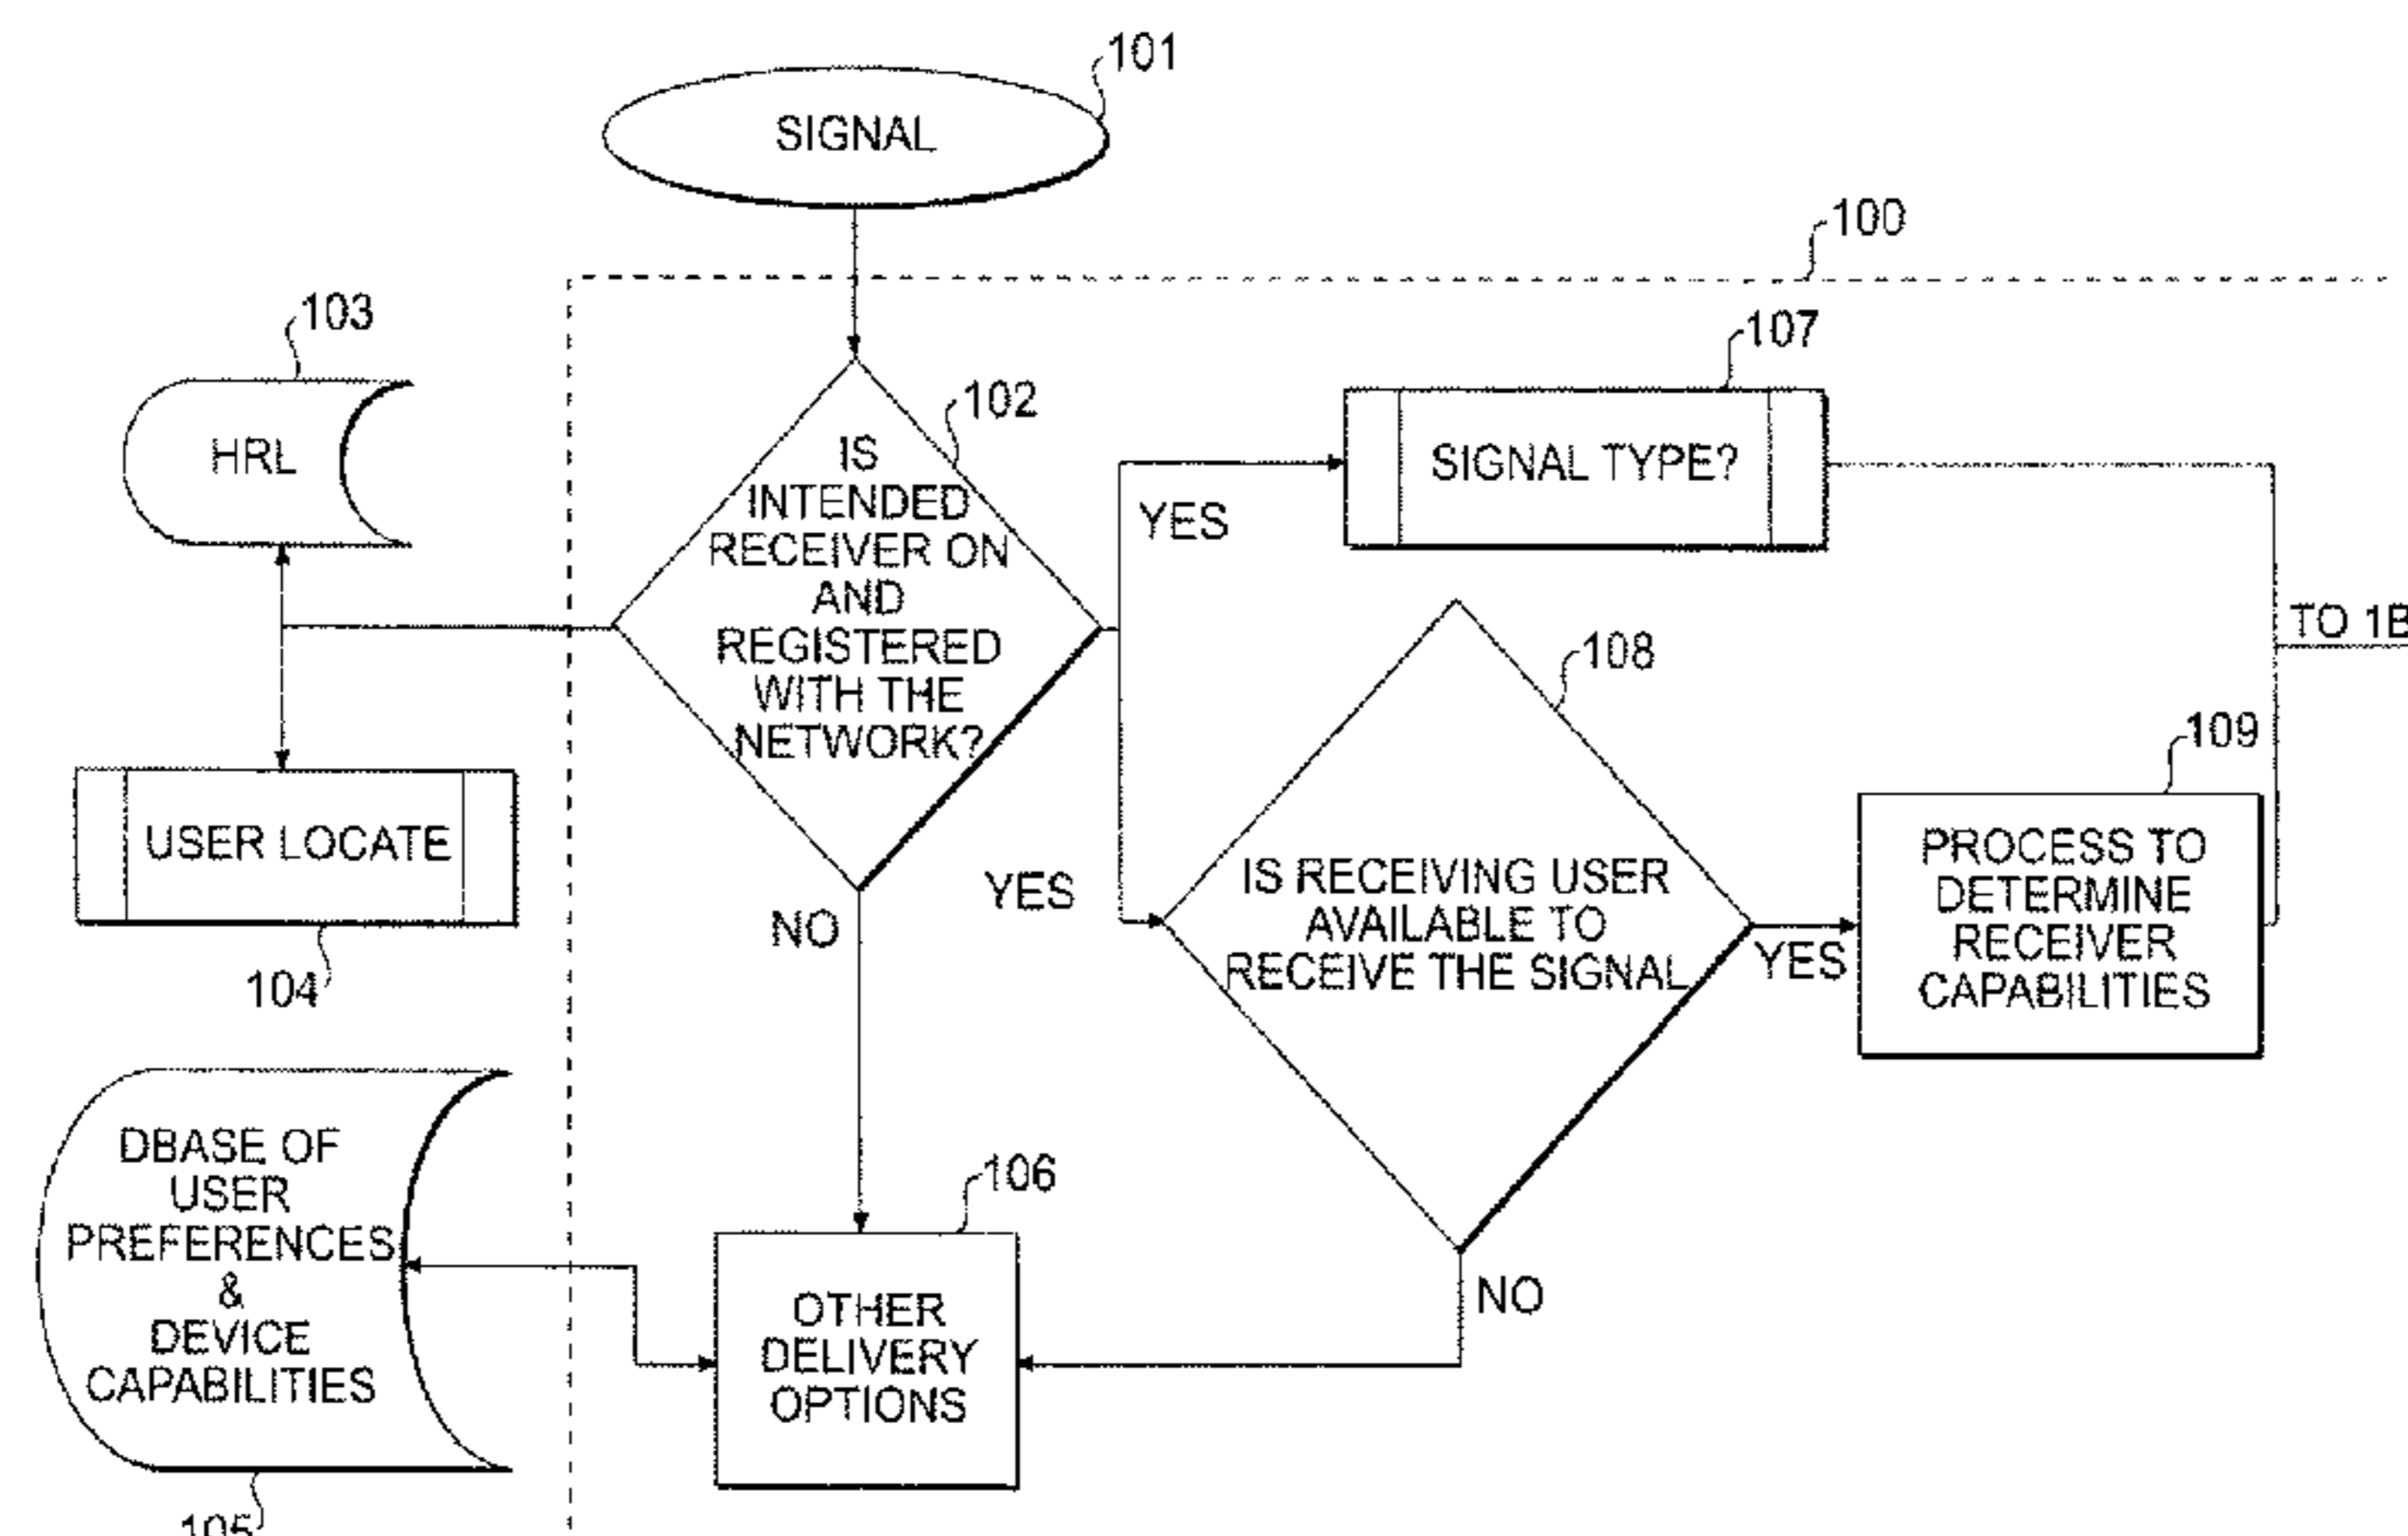 101
SIGNAL
100
103
HRL
102
IS
INTENDED
RECEIVER ON
AND
REGISTERED
WITH THE
NETWORK?
107
SIGNAL TYPE?
YES
TO 1B
108
109
USER LOCATE
104
NO
YES
IS RECEIVING USER
AVAILABLE TO
RECEIVE THE SIGNAL
YES
PROCESS TO
DETERMINE
RECEIVER
CAPABILITIES
DBASE OF
USER
PREFERENCES
&
DEVICE
CAPABILITIES
105
106
OTHER
DELIVERY
OPTIONS
NO